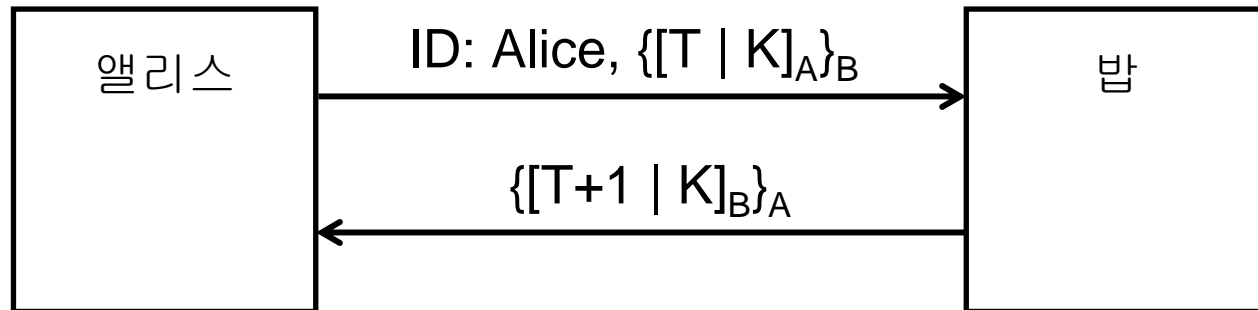 앨리스
ID: Alice, {[T | K]A}B
밥
{[T+1 | K]B}A